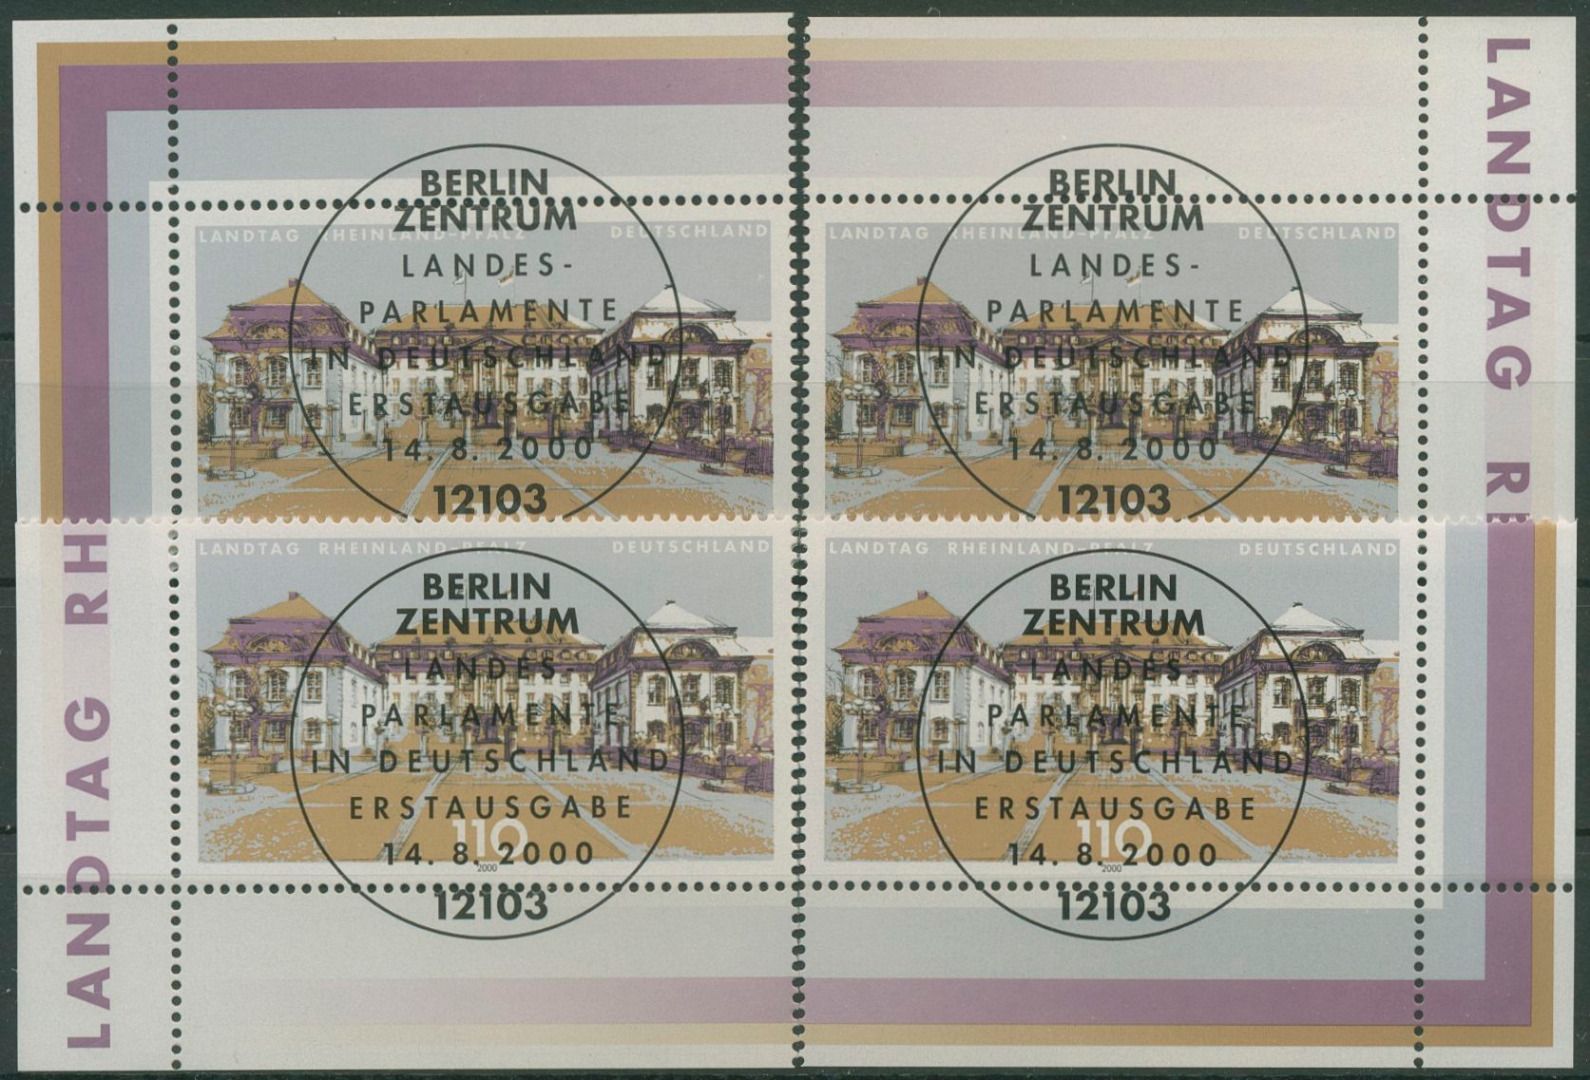 LANDTAG RHEINLAND-PFALZ DEUTSCHLAND
BERLIN
ZENTRUM
LANDES-
PARLAMENTE
IN DEUTSCHLAND
ERSTAUSGABE
14.8.2000
12103
LANDTAG RHEINLAND-PFALZ DEUTSCHLAND
BERLIN
ZENTRUM
LANDES-
PARLAMENTE
IN DEUTSCHLAND
ERSTAUSGABE
14.8.2000
12103
LANDTAG R
LANDTAG RH
LANDTAG RHEINLAND-PFALZ DEUTSCHLAND
BERLIN
ZENTRUM
LANDES-
PARLAMENTE
IN DEUTSCHLAND
ERSTAUSGABE
110
14.8.2000
2000
12103
LANDTAG RHEINLAND-PFALZ DEUTSCHLAND
BERLIN
ZENTRUM
LANDES-
PARLAMENTE
IN DEUTSCHLAND
ERSTAUSGABE
110
14.8.2000
2000
12103